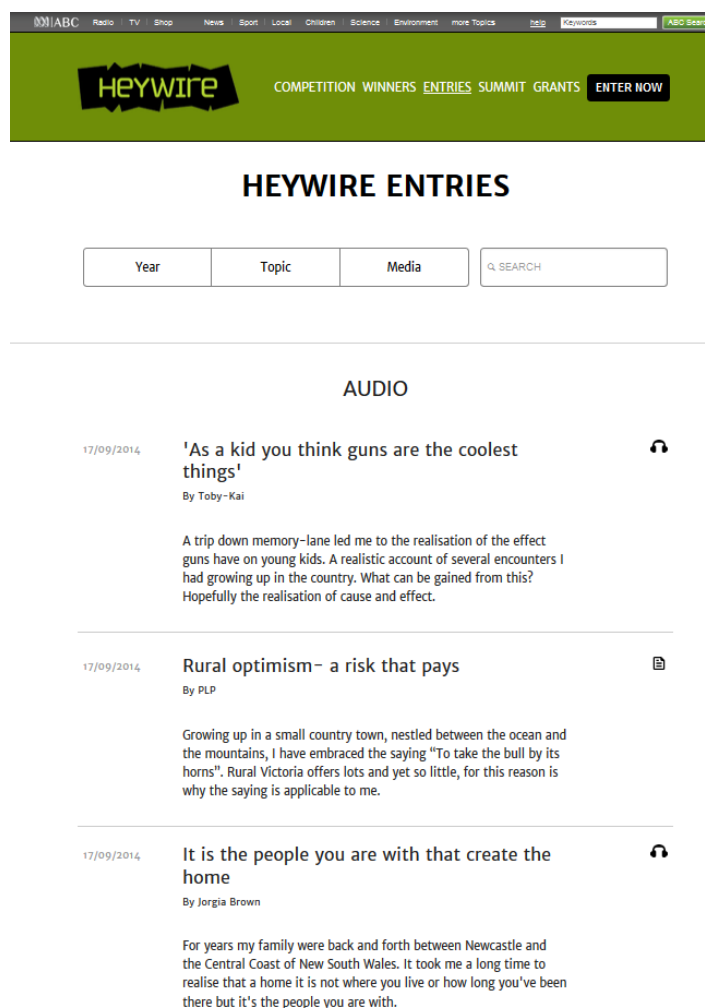 ABC Radio TV Shop News Sport Local Children Science Environment more Topics help Keywords ABC Sear
HEYWIRE COMPETITION WINNERS ENTRIES SUMMIT GRANTS ENTER NOW
HEYWIRE ENTRIES
Year Topic Media SEARCH
AUDIO
17/09/2014 'As a kid you think guns are the coolest
things'
By Toby-Kai
A trip down memory-lane led me to the realisation of the effect
guns have on young kids. A realistic account of several encounters I
had growing up in the country. What can be gained from this?
Hopefully the realisation of cause and effect.
17/09/2014 Rural optimism- a risk that pays
By PLP
Growing up in a small country town, nestled between the ocean and
the mountains, I have embraced the saying “To take the bull by its
horns”. Rural Victoria offers lots and yet so little, for this reason is
why the saying is applicable to me.
17/09/2014 It is the people you are with that create the
home
By Jorgia Brown
For years my family were back and forth between Newcastle and
the Central Coast of New South Wales. It took me a long time to
realise that a home it is not where you live or how long you've been
there but it's the people you are with.